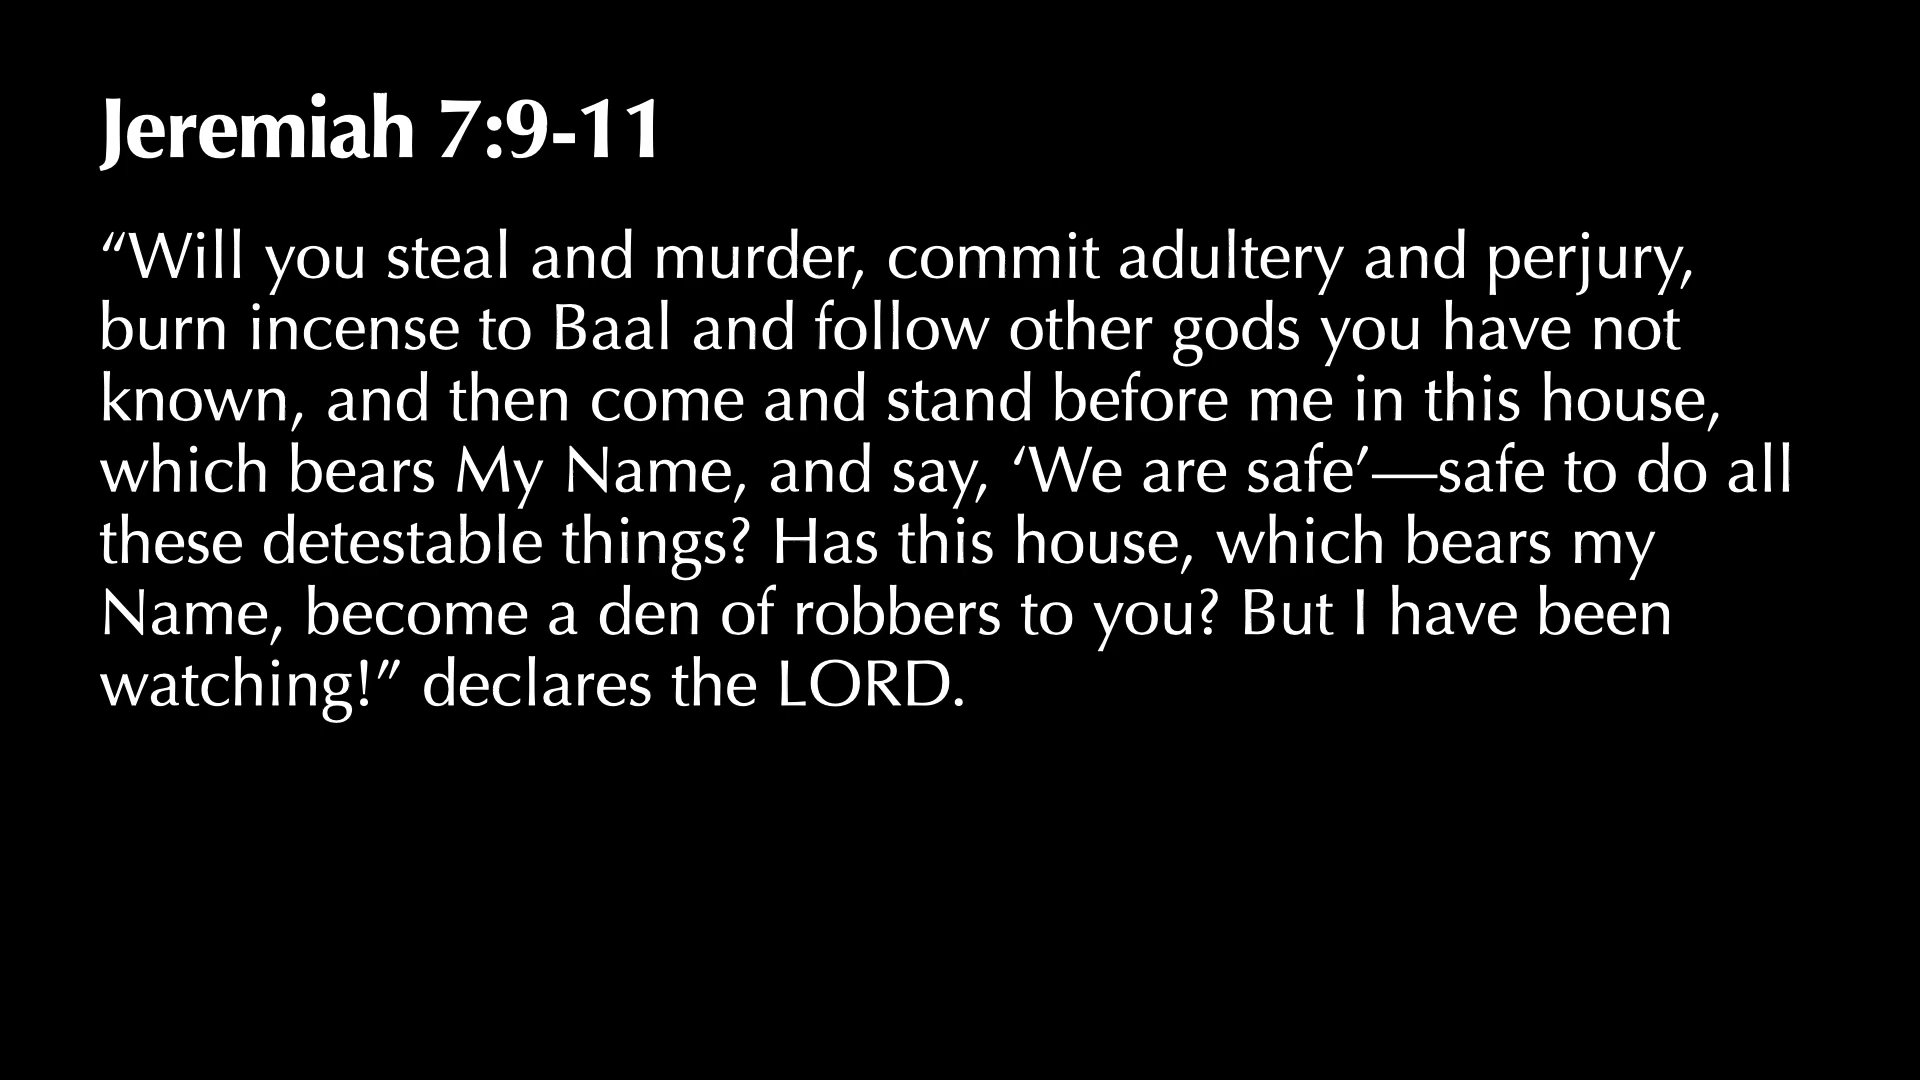 Jeremiah 7:9-11
“Will you steal and murder, commit adultery and perjury,
burn incense to Baal and follow other gods you have not
known, and then come and stand before me in this house,
which bears My Name, and say, ‘We are safe’—safe to do all
these detestable things? Has this house, which bears my
Name, become a den of robbers to you? But I have been
watching!” declares the LORD.